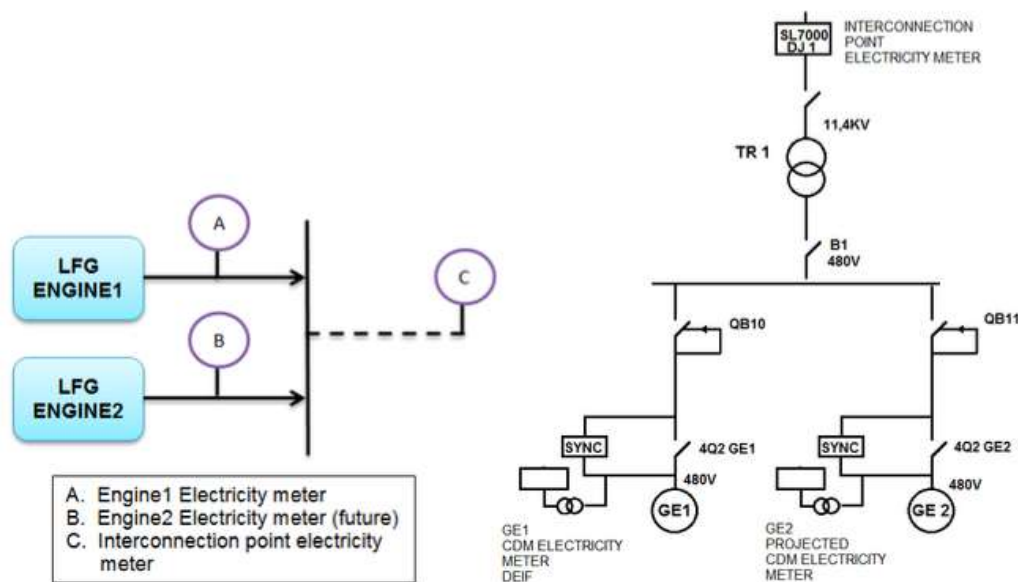 A
LFG
ENGINE1
C
B
LFG
ENGINE2
A. Engine1 Electricity meter
B. Engine2 Electricity meter (future)
C. Interconnection point electricity
meter
SL7000
DJ 1
INTERCONNECTION
POINT
ELECTRICITY METER
11,4KV
TR 1
B1
480V
QB10
QB11
SYNC
4Q2 GE1
480V
GE1
GE1
CDM ELECTRICITY
METER
DEIF
SYNC
4Q2 GE2
480V
GE 2
GE2
PROJECTED
CDM ELECTRICITY
METER